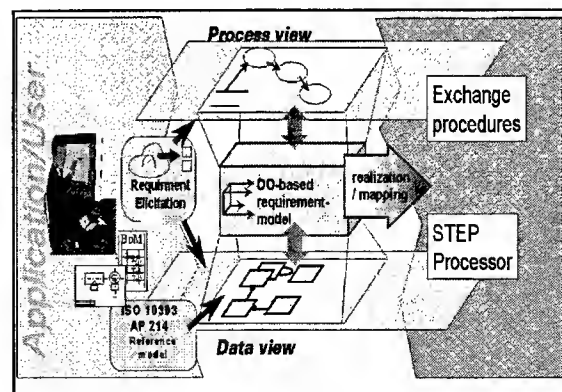 Process view
Application/User
Exchange
procedures
Requirment
Elicitation
OO-based
requirement-
model
realization
/ mapping
STEP
Processor
BoM
ISO 10303
AP 214
Reference
model
Data view